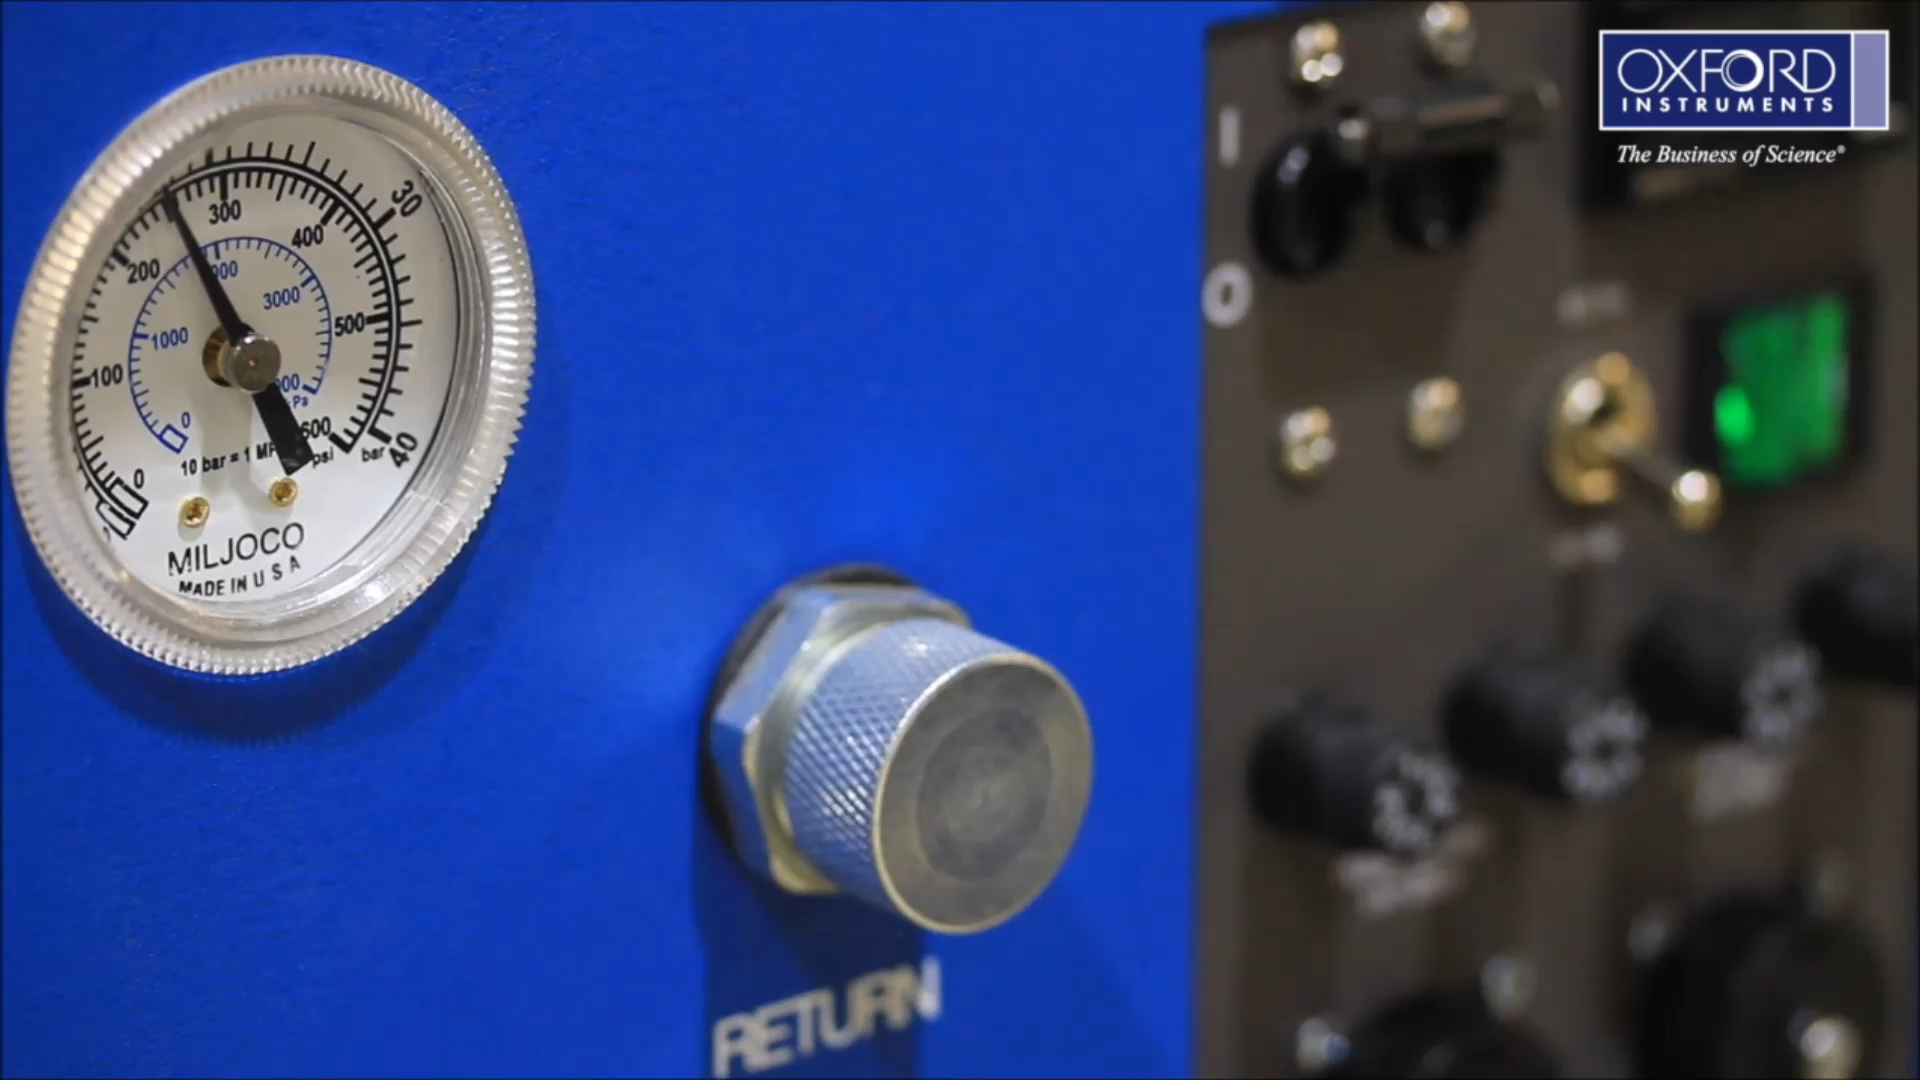 OXFORD
INSTRUMENTS
The Business of Science®
30
300
400
200
3000
1000
500
100
0
0
600
10 bar = 1
psi
bar
40
MILJOCO
MADE IN U S A
I
O
RETURN